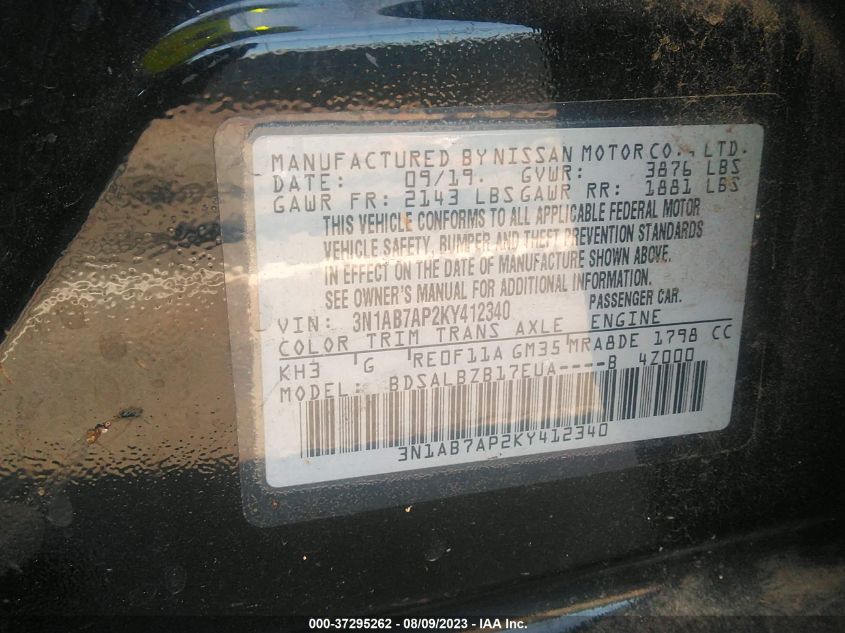 MANUFACTURED BY NISSAN MOTOR CO., LTD.
DATE: 09/19. GVWR: 3876 LBS
GAWR FR: 2143 LBS GAWR RR: 1881 LBS
THIS VEHICLE CONFORMS TO ALL APPLICABLE FEDERAL MOTOR
VEHICLE SAFETY, BUMPER AND THEFT PREVENTION STANDARDS
IN EFFECT ON THE DATE OF MANUFACTURE SHOWN ABOVE.
SEE OWNER'S MANUAL FOR ADDITIONAL INFORMATION.
VIN: 3N1AB7AP2KY412340 PASSENGER CAR.
COLOR TRIM TRANS AXLE ENGINE
KH3 G RE0F11A GM35 MRA8DE 1798 CC
MODEL: BDSALBZB17EUA----B 4Z000
3N1AB7AP2KY412340
000-37295262 - 08/09/2023 - IAA Inc.